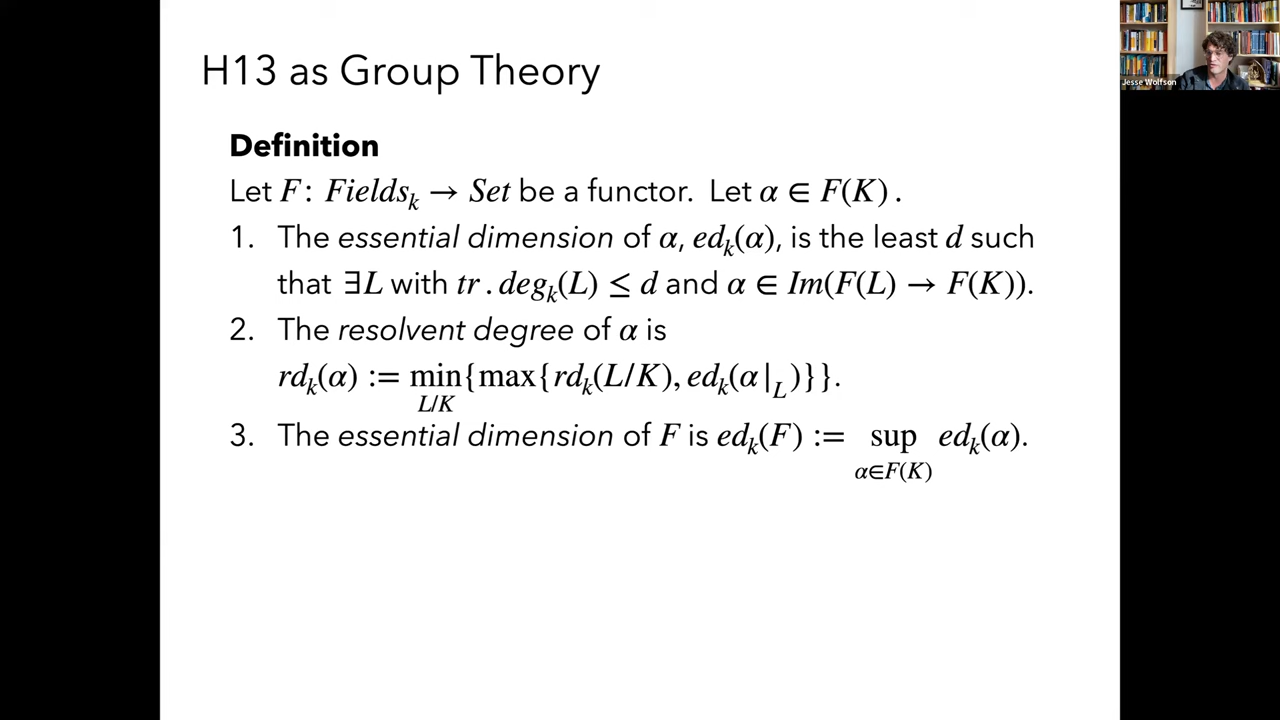 H13 as Group Theory
Jesse Wolfson
Definition
Let F: Fields_k → Set be a functor. Let α ∈ F(K).
1. The essential dimension of α, ed_k(α), is the least d such
that ∃L with tr.deg_k(L) ≤ d and α ∈ Im(F(L) → F(K)).
2. The resolvent degree of α is
rd_k(α) := min{max{rd_k(L/K), ed_k(α|_L)}}.
L/K
3. The essential dimension of F is ed_k(F) := sup ed_k(α).
α∈F(K)